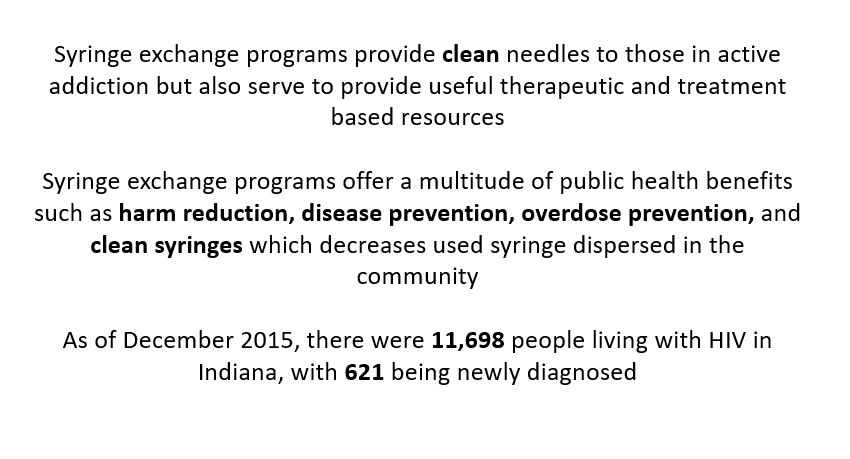 Syringe exchange programs provide clean needles to those in active
addiction but also serve to provide useful therapeutic and treatment
based resources
Syringe exchange programs offer a multitude of public health benefits
such as harm reduction, disease prevention, overdose prevention, and
clean syringes which decreases used syringe dispersed in the
community
As of December 2015, there were 11,698 people living with HIV in
Indiana, with 621 being newly diagnosed